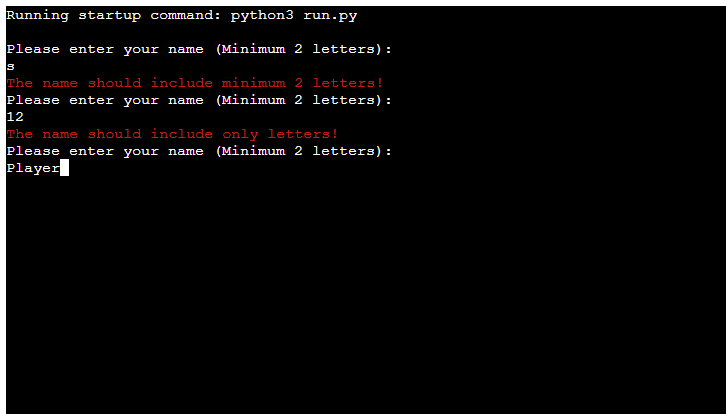 Running startup command: python3 run.py
Please enter your name (Minimum 2 letters):
s
The name should include minimum 2 letters!
Please enter your name (Minimum 2 letters):
12
The name should include only letters!
Please enter your name (Minimum 2 letters):
Player